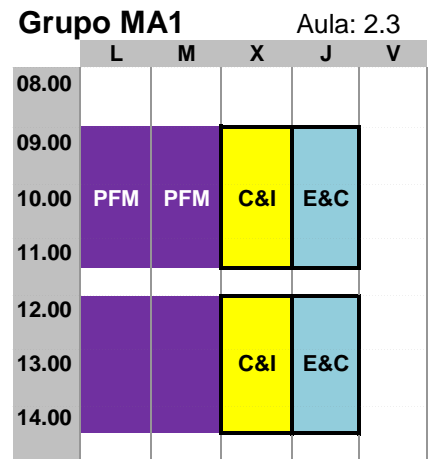 Grupo MA1 Aula: 2.3
L M X J V
08.00
09.00
10.00 PFM PFM C&I E&C
11.00
12.00
13.00 C&I E&C
14.00